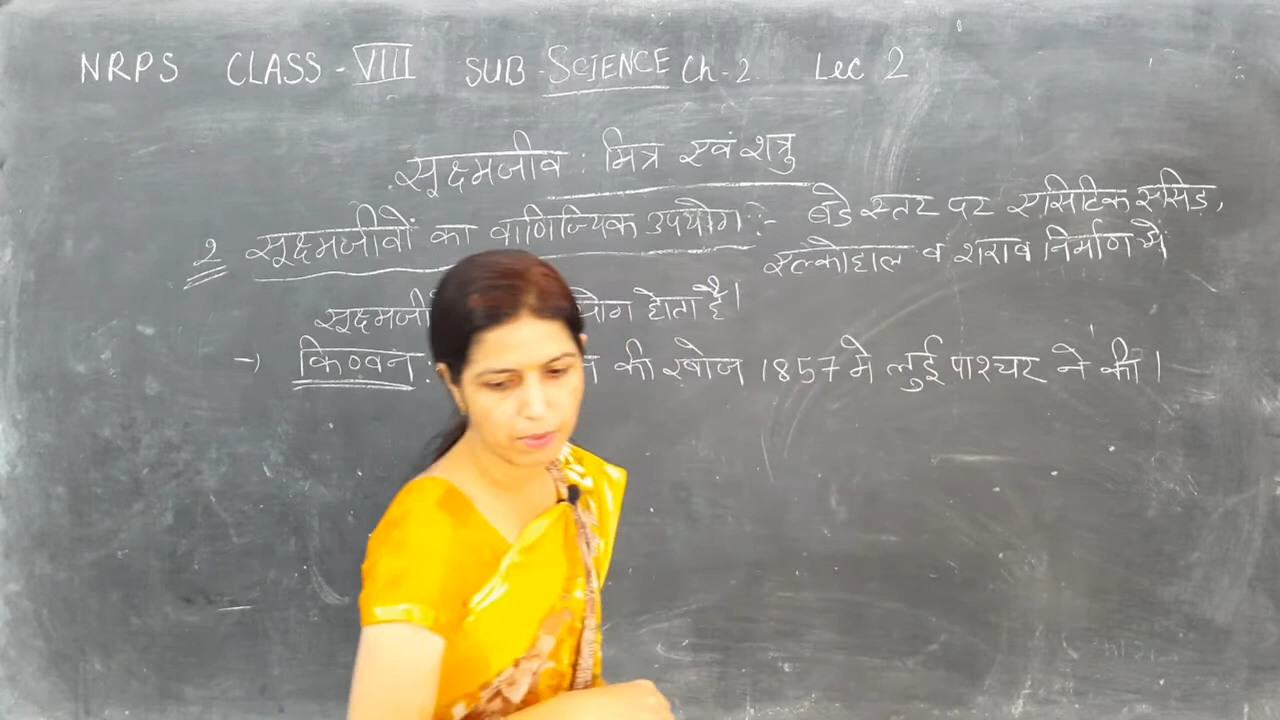 NRPS CLASS - VIII SUB - SCIENCE Ch - 2 Lec 2
सूक्ष्मजीव : मित्र एवं शत्रु
2 सूक्ष्मजीवों का वाणिज्यिक उपयोग :- बडे स्तर पर एसिटिक एसिड,
एल्कोहाल व शराब निर्माण में
सूक्ष्मजी योग होता है।
→ किण्वन : न की खोज 1857 मे लुई पाश्चर ने की।